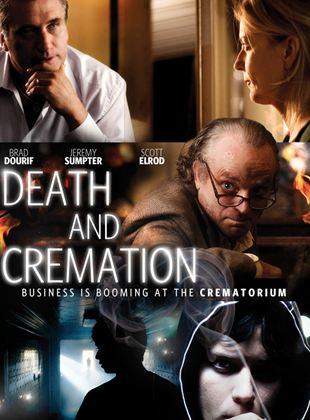 BRAD DOURIF
JEREMY SUMPTER
SCOTT ELROD
DEATH
AND
CREMATION
BUSINESS IS BOOMING AT THE CREMATORIUM